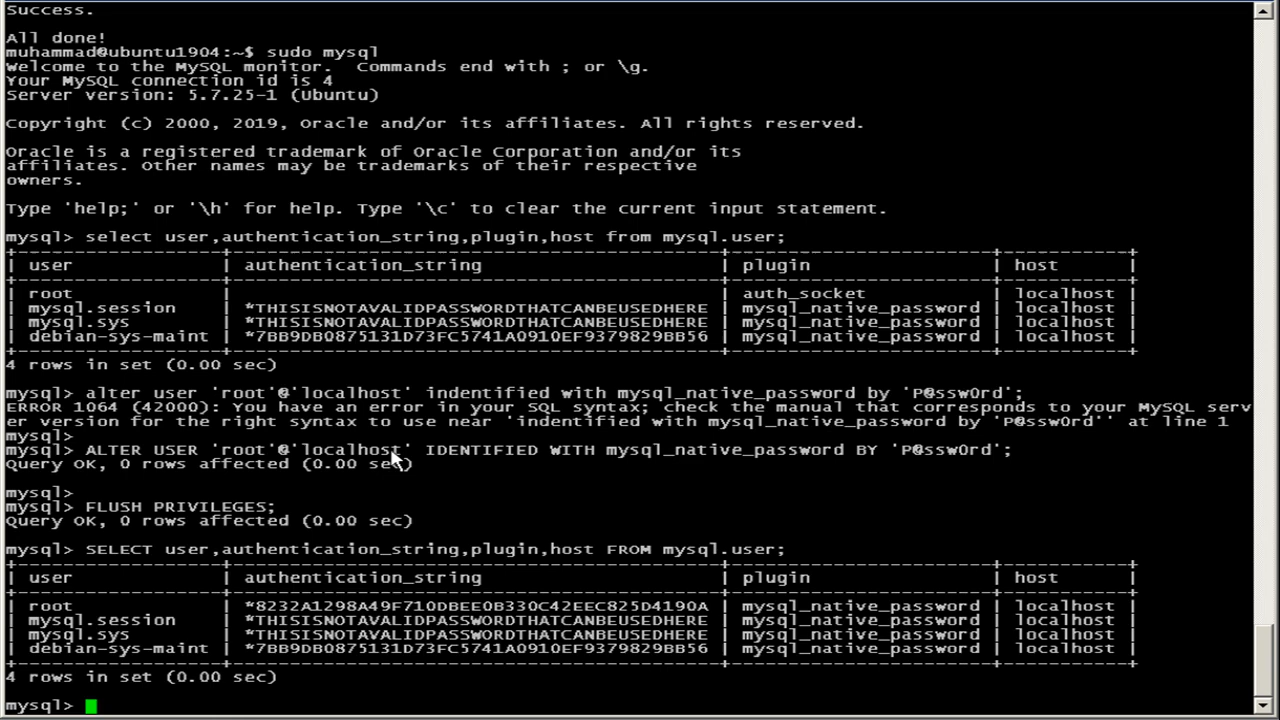 Success.
All done!
muhammad@ubuntu1904:~$ sudo mysql
Welcome to the MySQL monitor.  Commands end with ; or \g.
Your MySQL connection id is 4
Server version: 5.7.25-1 (Ubuntu)
Copyright (c) 2000, 2019, Oracle and/or its affiliates. All rights reserved.
Oracle is a registered trademark of Oracle Corporation and/or its
affiliates. Other names may be trademarks of their respective
owners.
Type 'help;' or '\h' for help. Type '\c' to clear the current input statement.
mysql> select user,authentication_string,plugin,host from mysql.user;
| user | authentication_string | plugin | host |
| root | | auth_socket | localhost |
| mysql.session | *THISISNOTAVALIDPASSWORDTHATCANBEUSEDHERE | mysql_native_password | localhost |
| mysql.sys | *THISISNOTAVALIDPASSWORDTHATCANBEUSEDHERE | mysql_native_password | localhost |
| debian-sys-maint | *7BB9DB0875131D73FC5741A0910EF9379829BB56 | mysql_native_password | localhost |
4 rows in set (0.00 sec)
mysql> alter user 'root'@'localhost' indentified with mysql_native_password by 'P@ssw0rd';
ERROR 1064 (42000): You have an error in your SQL syntax; check the manual that corresponds to your MySQL serv
er version for the right syntax to use near 'indentified with mysql_native_password by 'P@ssw0rd'' at line 1
mysql>
mysql> ALTER USER 'root'@'localhost' IDENTIFIED WITH mysql_native_password BY 'P@ssw0rd';
Query OK, 0 rows affected (0.00 sec)
mysql>
mysql> FLUSH PRIVILEGES;
Query OK, 0 rows affected (0.00 sec)
mysql> SELECT user,authentication_string,plugin,host FROM mysql.user;
| user | authentication_string | plugin | host |
| root | *8232A1298A49F710DBEE0B330C42EEC825D4190A | mysql_native_password | localhost |
| mysql.session | *THISISNOTAVALIDPASSWORDTHATCANBEUSEDHERE | mysql_native_password | localhost |
| mysql.sys | *THISISNOTAVALIDPASSWORDTHATCANBEUSEDHERE | mysql_native_password | localhost |
| debian-sys-maint | *7BB9DB0875131D73FC5741A0910EF9379829BB56 | mysql_native_password | localhost |
4 rows in set (0.00 sec)
mysql>